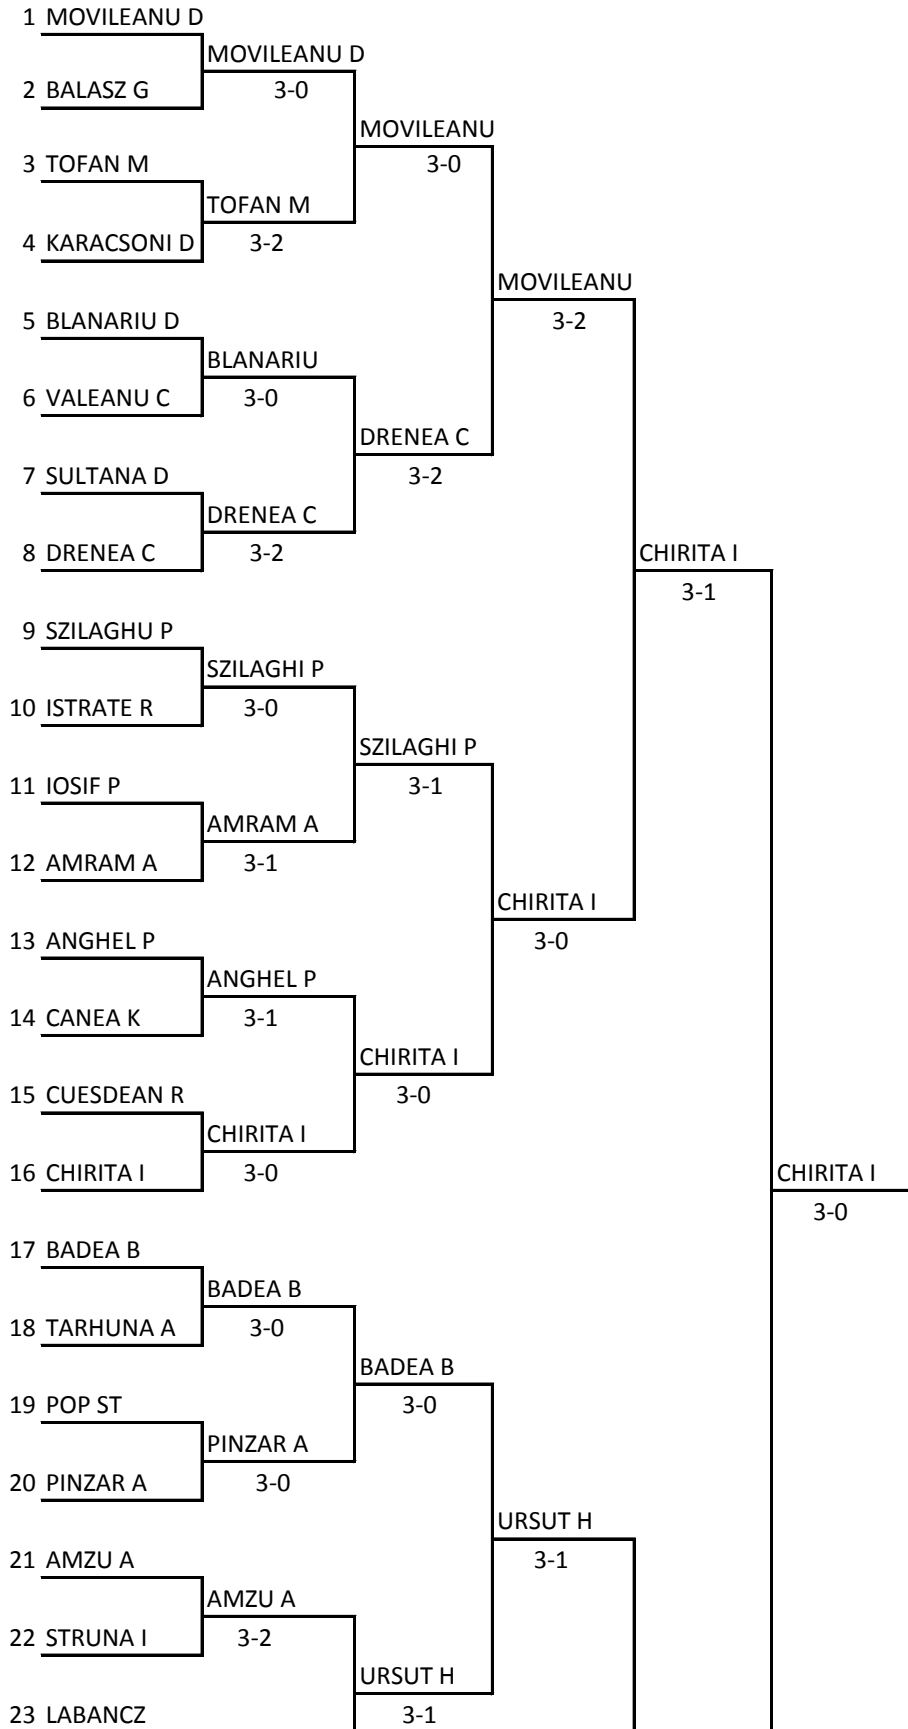 1 MOVILEANU D
MOVILEANU D
2 BALASZ G
3-0
MOVILEANU
3 TOFAN M
3-0
TOFAN M
4 KARACSONI D
3-2
MOVILEANU
5 BLANARIU D
3-2
BLANARIU
6 VALEANU C
3-0
DRENEA C
7 SULTANA D
3-2
DRENEA C
8 DRENEA C
3-2
CHIRITA I
3-1
9 SZILAGHU P
SZILAGHI P
10 ISTRATE R
3-0
SZILAGHI P
11 IOSIF P
3-1
AMRAM A
12 AMRAM A
3-1
CHIRITA I
13 ANGHEL P
3-0
ANGHEL P
14 CANEA K
3-1
CHIRITA I
15 CUESDEAN R
3-0
CHIRITA I
16 CHIRITA I
3-0
CHIRITA I
3-0
17 BADEA B
BADEA B
18 TARHUNA A
3-0
BADEA B
19 POP ST
3-0
PINZAR A
20 PINZAR A
3-0
URSUT H
21 AMZU A
3-1
AMZU A
22 STRUNA I
3-2
URSUT H
23 LABANCZ
3-1